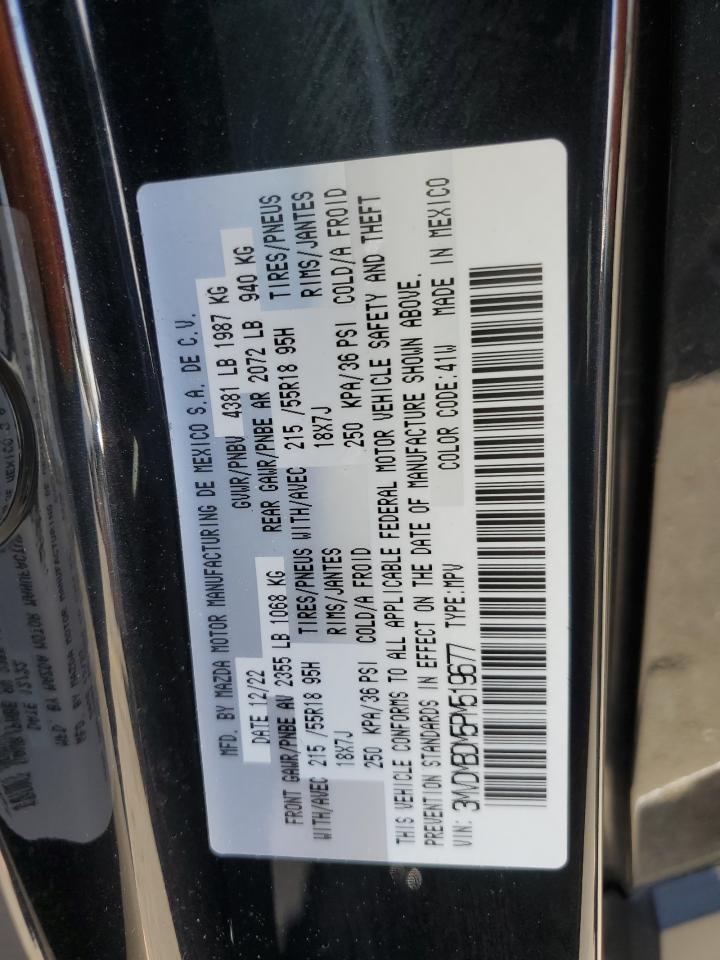 MFD. BY MAZDA MOTOR MANUFACTURING DE MEXICO S.A. DE C.V.
DATE 12/22 GVWR/PNBV 4381 LB 1987 KG
FRONT GAWR/PNBE AV 2355 LB 1068 KG REAR GAWR/PNBE AR 2072 LB 940 KG
WITH/AVEC 215 /55R18 95H TIRES/PNEUS WITH/AVEC 215 /55R18 95H TIRES/PNEUS
18X7J RIMS/JANTES 18X7J RIMS/JANTES
250 KPA/36 PSI COLD/A FROID 250 KPA/36 PSI COLD/A FROID
THIS VEHICLE CONFORMS TO ALL APPLICABLE FEDERAL MOTOR VEHICLE SAFETY AND THEFT
PREVENTION STANDARDS IN EFFECT ON THE DATE OF MANUFACTURE SHOWN ABOVE.
VIN: 3MVDMBDM5PM519677 TYPE:MPV COLOR CODE:41W MADE IN MEXICO